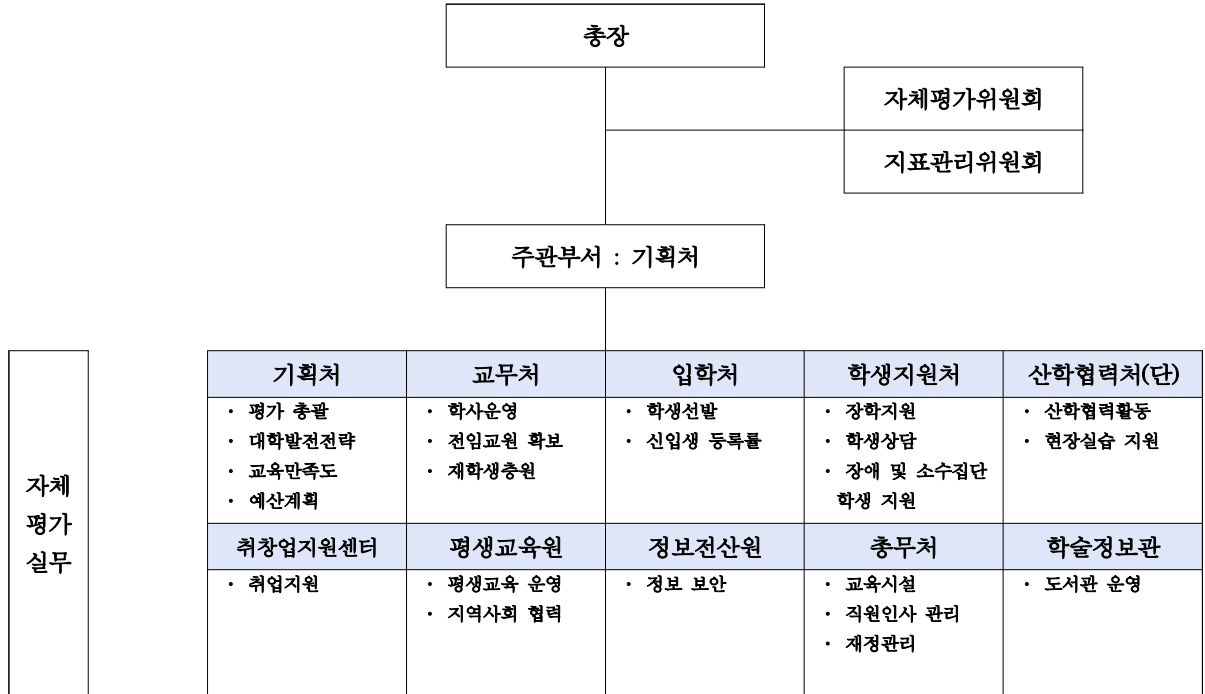 총장
자체평가위원회
지표관리위원회
주관부서 : 기획처
자체
평가
실무
기획처
· 평가 총괄
· 대학발전전략
· 교육만족도
· 예산계획
교무처
· 학사운영
· 전임교원 확보
· 재학생충원
입학처
· 학생선발
· 신입생 등록률
학생지원처
· 장학지원
· 학생상담
· 장애 및 소수집단
학생 지원
산학협력처(단)
· 산학협력활동
· 현장실습 지원
취창업지원센터
· 취업지원
평생교육원
· 평생교육 운영
· 지역사회 협력
정보전산원
· 정보 보안
총무처
· 교육시설
· 직원인사 관리
· 재정관리
학술정보관
· 도서관 운영